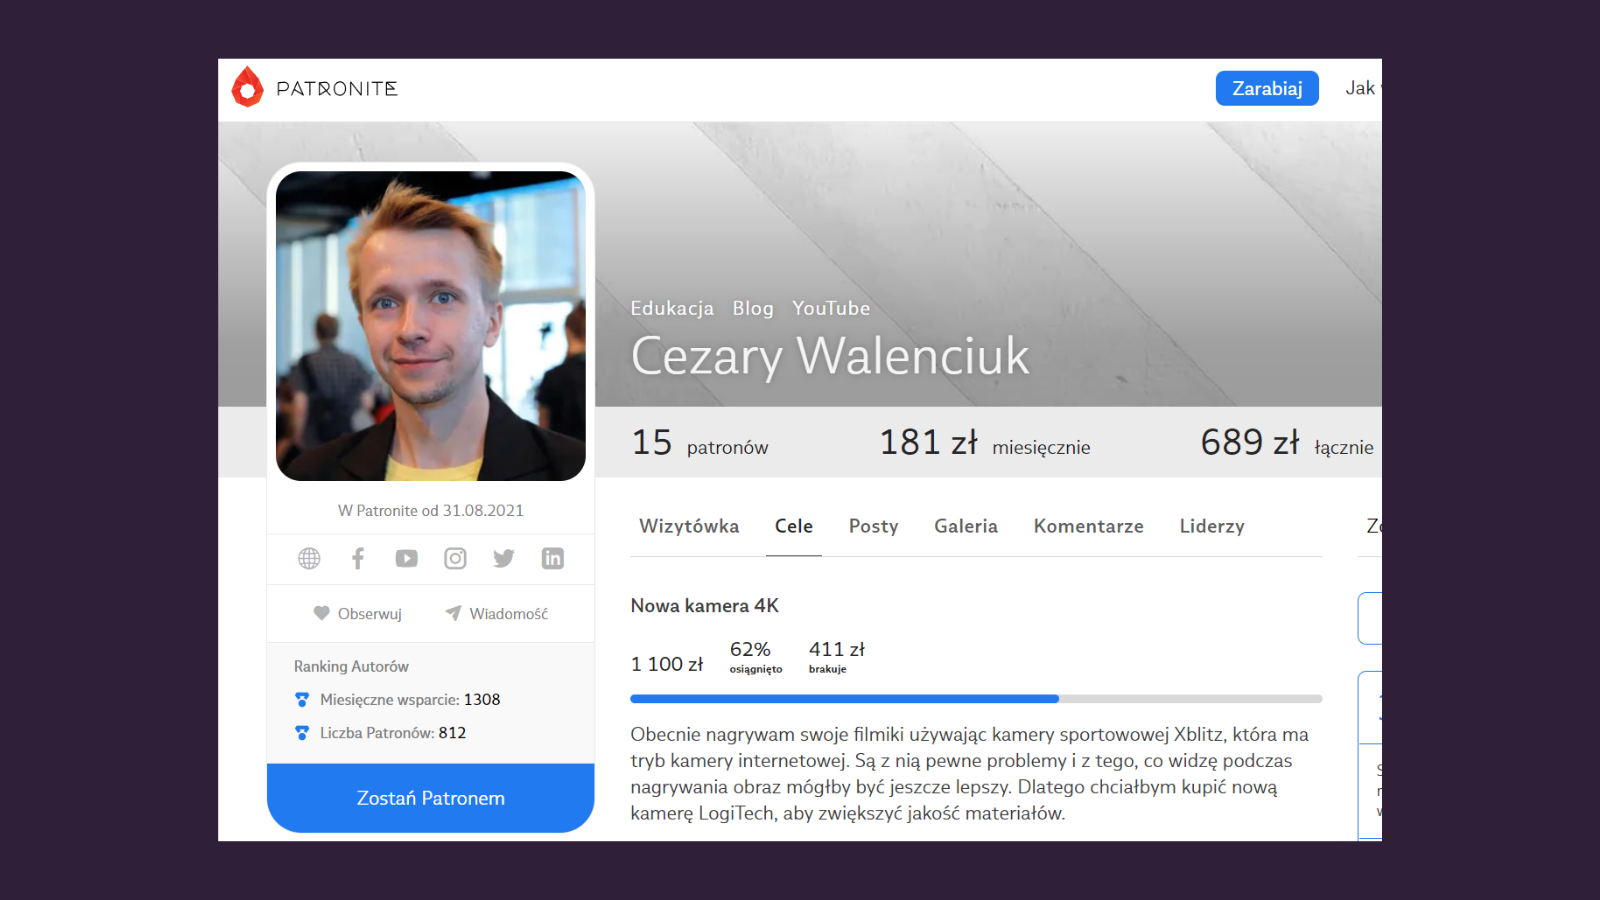 PATRONITE
Zarabiaj
Jak
Edukacja Blog YouTube
Cezary Walenciuk
15 patronów 181 zł miesięcznie 689 zł łącznie
W Patronite od 31.08.2021
Obserwuj Wiadomość
Ranking Autorów
Miesięczne wsparcie: 1308
Liczba Patronów: 812
Zostań Patronem
Wizytówka Cele Posty Galeria Komentarze Liderzy
Nowa kamera 4K
1 100 zł 62% osiągnięto 411 zł brakuje
Obecnie nagrywam swoje filmiki używając kamery sportowowej Xblitz, która ma
tryb kamery internetowej. Są z nią pewne problemy i z tego, co widzę podczas
nagrywania obraz mógłby być jeszcze lepszy. Dlatego chciałbym kupić nową
kamerę LogiTech, aby zwiększyć jakość materiałów.